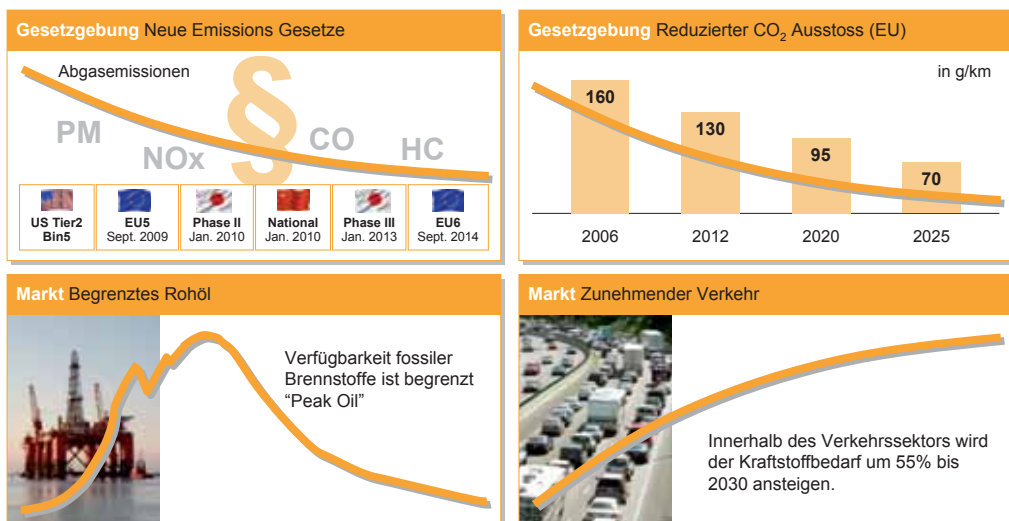 Gesetzgebung Neue Emissions Gesetze
Abgasemissionen
§
PM
NOx
CO
HC
US Tier2
Bin5
EU5
Sept. 2009
Phase II
Jan. 2010
National
Jan. 2010
Phase III
Jan. 2013
EU6
Sept. 2014
Gesetzgebung Reduzierter CO₂ Ausstoss (EU)
in g/km
160
130
95
70
2006
2012
2020
2025
Markt Begrenztes Rohöl
Verfügbarkeit fossiler
Brennstoffe ist begrenzt
“Peak Oil”
Markt Zunehmender Verkehr
Innerhalb des Verkehrssektors wird
der Kraftstoffbedarf um 55% bis
2030 ansteigen.